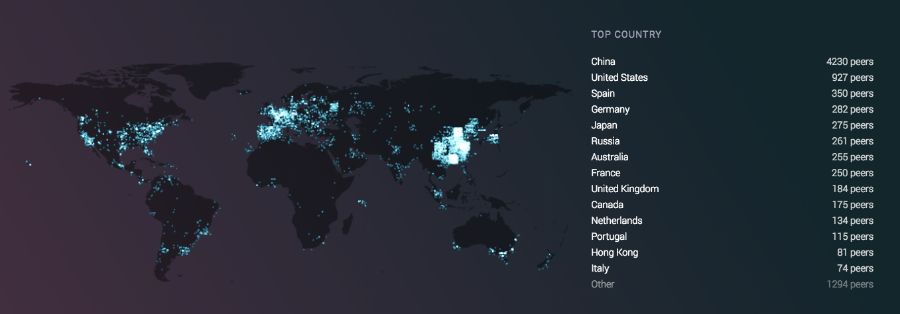 TOP COUNTRY
China 4230 peers
United States 927 peers
Spain 350 peers
Germany 282 peers
Japan 275 peers
Russia 261 peers
Australia 255 peers
France 250 peers
United Kingdom 184 peers
Canada 175 peers
Netherlands 134 peers
Portugal 115 peers
Hong Kong 81 peers
Italy 74 peers
Other 1294 peers